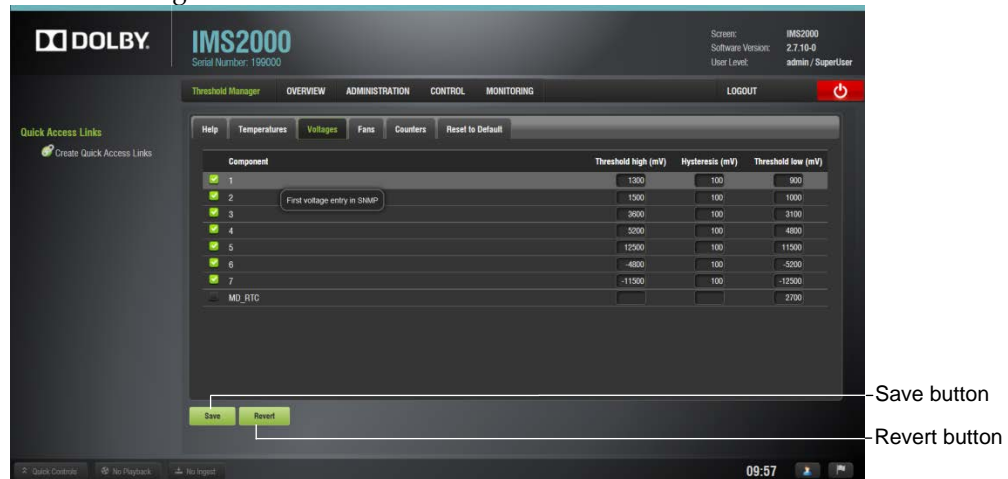 DOLBY.
IMS2000
Serial Number: 199000
Screen: IMS2000
Software Version: 2.7.10-0
User Level: admin / SuperUser
Threshold Manager OVERVIEW ADMINISTRATION CONTROL MONITORING LOGOUT
Quick Access Links
Create Quick Access Links
Help Temperatures Voltages Fans Counters Reset to Default
Component Threshold high (mV) Hysteresis (mV) Threshold low (mV)
1 1300 100 900
2 1500 100 1000
First voltage entry in SNMP
3 3600 100 3100
4 5200 100 4800
5 12500 100 11500
6 -4800 100 -5200
7 -11500 100 -12500
MD_RTC 2700
Save Revert
Save button
Revert button
Quick Controls No Playback No Ingest 09:57